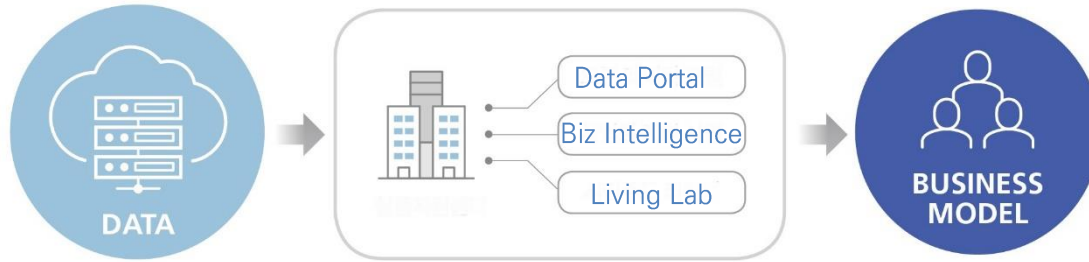 DATA
Data Portal
Biz Intelligence
Living Lab
BUSINESS
MODEL